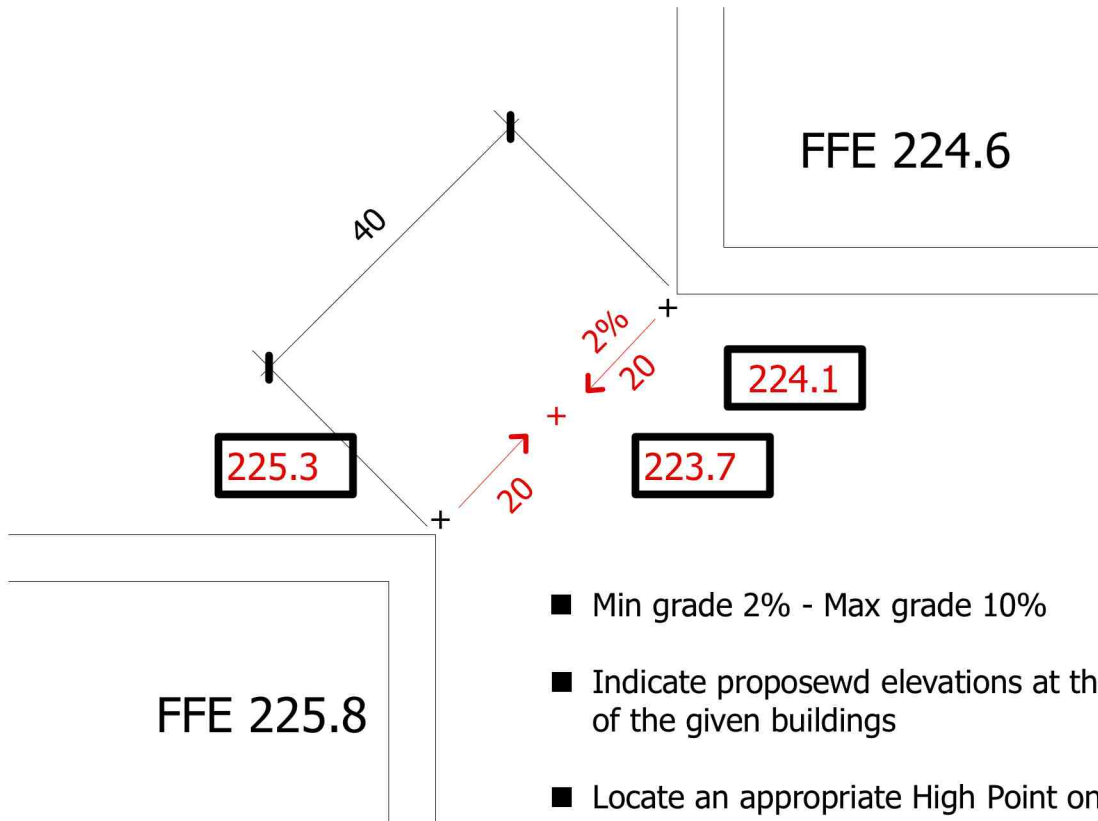 FFE 224.6
40
2%
20
224.1
225.3
223.7
20
■ Min grade 2% - Max grade 10%
■ Indicate proposewd elevations at th
of the given buildings
FFE 225.8
■ Locate an appropriate High Point on